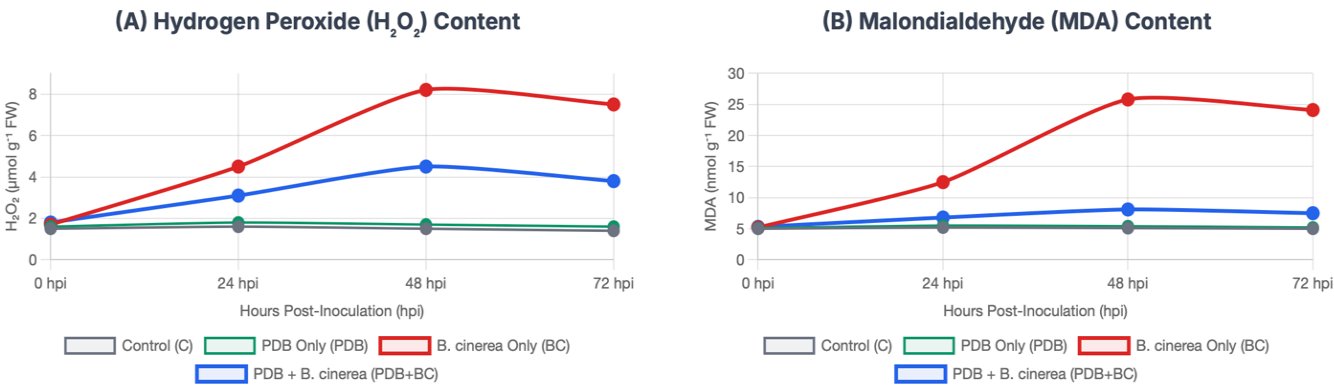 (A) Hydrogen Peroxide (H₂O₂) Content
H₂O₂ (μmol g⁻¹ FW)
8
6
4
2
0
0 hpi 24 hpi 48 hpi 72 hpi
Hours Post-Inoculation (hpi)
Control (C) PDB Only (PDB) B. cinerea Only (BC)
PDB + B. cinerea (PDB+BC)
(B) Malondialdehyde (MDA) Content
MDA (nmol g⁻¹ FW)
30
25
20
15
10
5
0
0 hpi 24 hpi 48 hpi 72 hpi
Hours Post-Inoculation (hpi)
Control (C) PDB Only (PDB) B. cinerea Only (BC)
PDB + B. cinerea (PDB+BC)